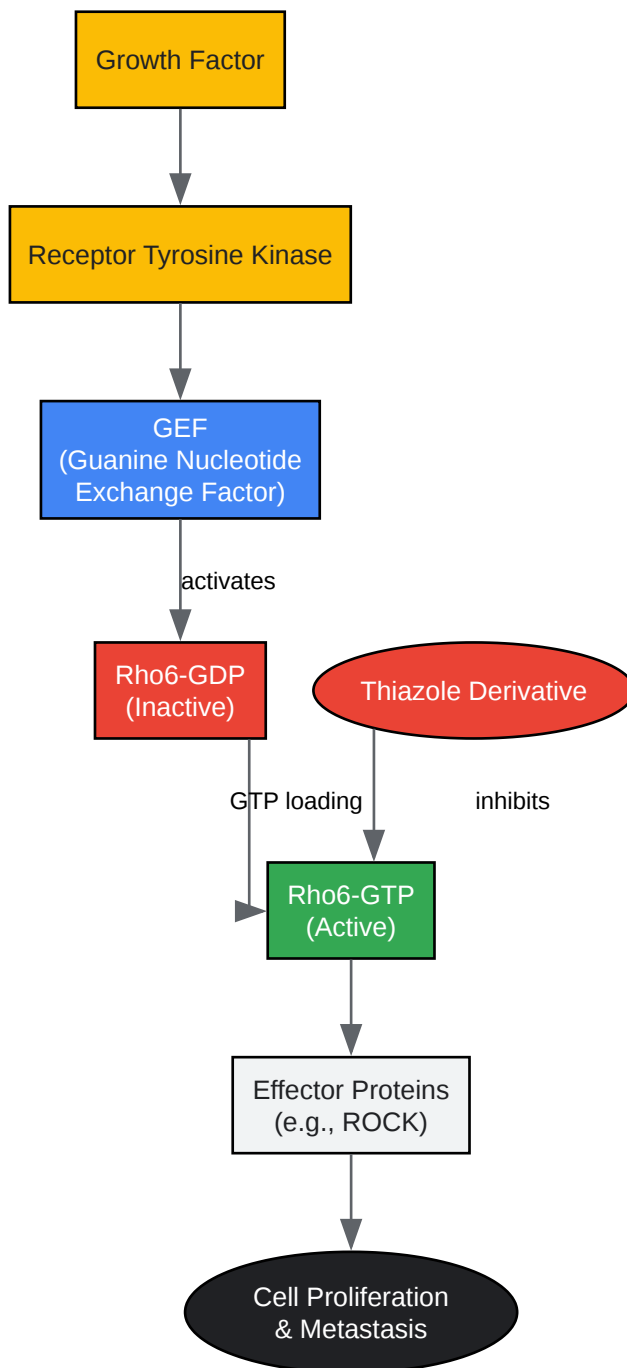 Growth Factor
Receptor Tyrosine Kinase
GEF
(Guanine Nucleotide
Exchange Factor)
activates
Rho6-GDP
(Inactive)
Thiazole Derivative
GTP loading
inhibits
Rho6-GTP
(Active)
Effector Proteins
(e.g., ROCK)
Cell Proliferation
& Metastasis